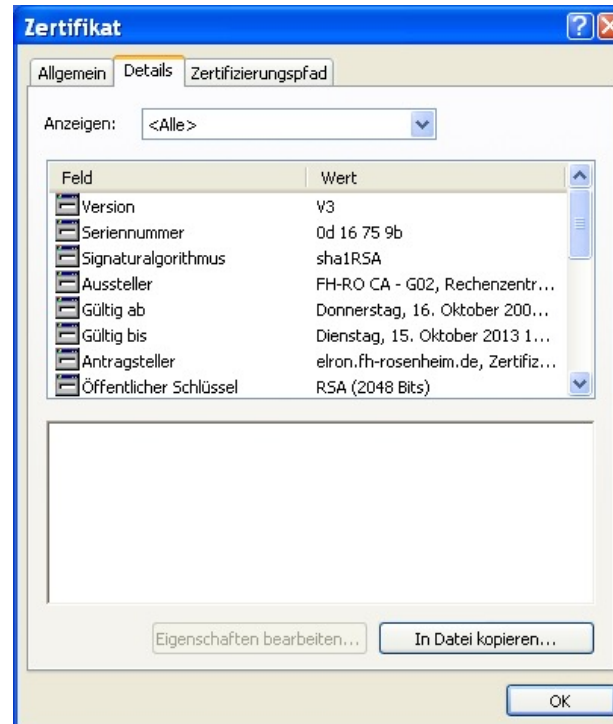 Zertifikat
Allgemein Details Zertifizierungspfad
Anzeigen: <Alle>
Feld Wert
Version V3
Seriennummer 0d 16 75 9b
Signaturalgorithmus sha1RSA
Aussteller FH-RO CA - G02, Rechenzentr...
Gültig ab Donnerstag, 16. Oktober 200...
Gültig bis Dienstag, 15. Oktober 2013 1...
Antragsteller elron.fh-rosenheim.de, Zertifiz...
Öffentlicher Schlüssel RSA (2048 Bits)
Eigenschaften bearbeiten... In Datei kopieren...
OK